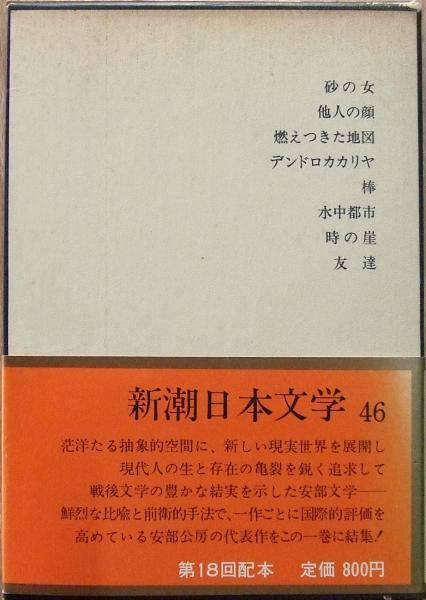 砂の女
他人の顔
燃えつきた地図
デンドロカカリヤ
棒
水中都市
時の崖
友達
新潮日本文学 46
茫洋たる抽象的空間に、新しい現実世界を展開し
現代人の生と存在の亀裂を鋭く追求して
戦後文学の豊かな結実を示した安部文学──
鮮烈な比喩と前衛的手法で、一作ごとに国際的評価を
高めている安部公房の代表作をこの一巻に結集!
第18回配本 定価 800円